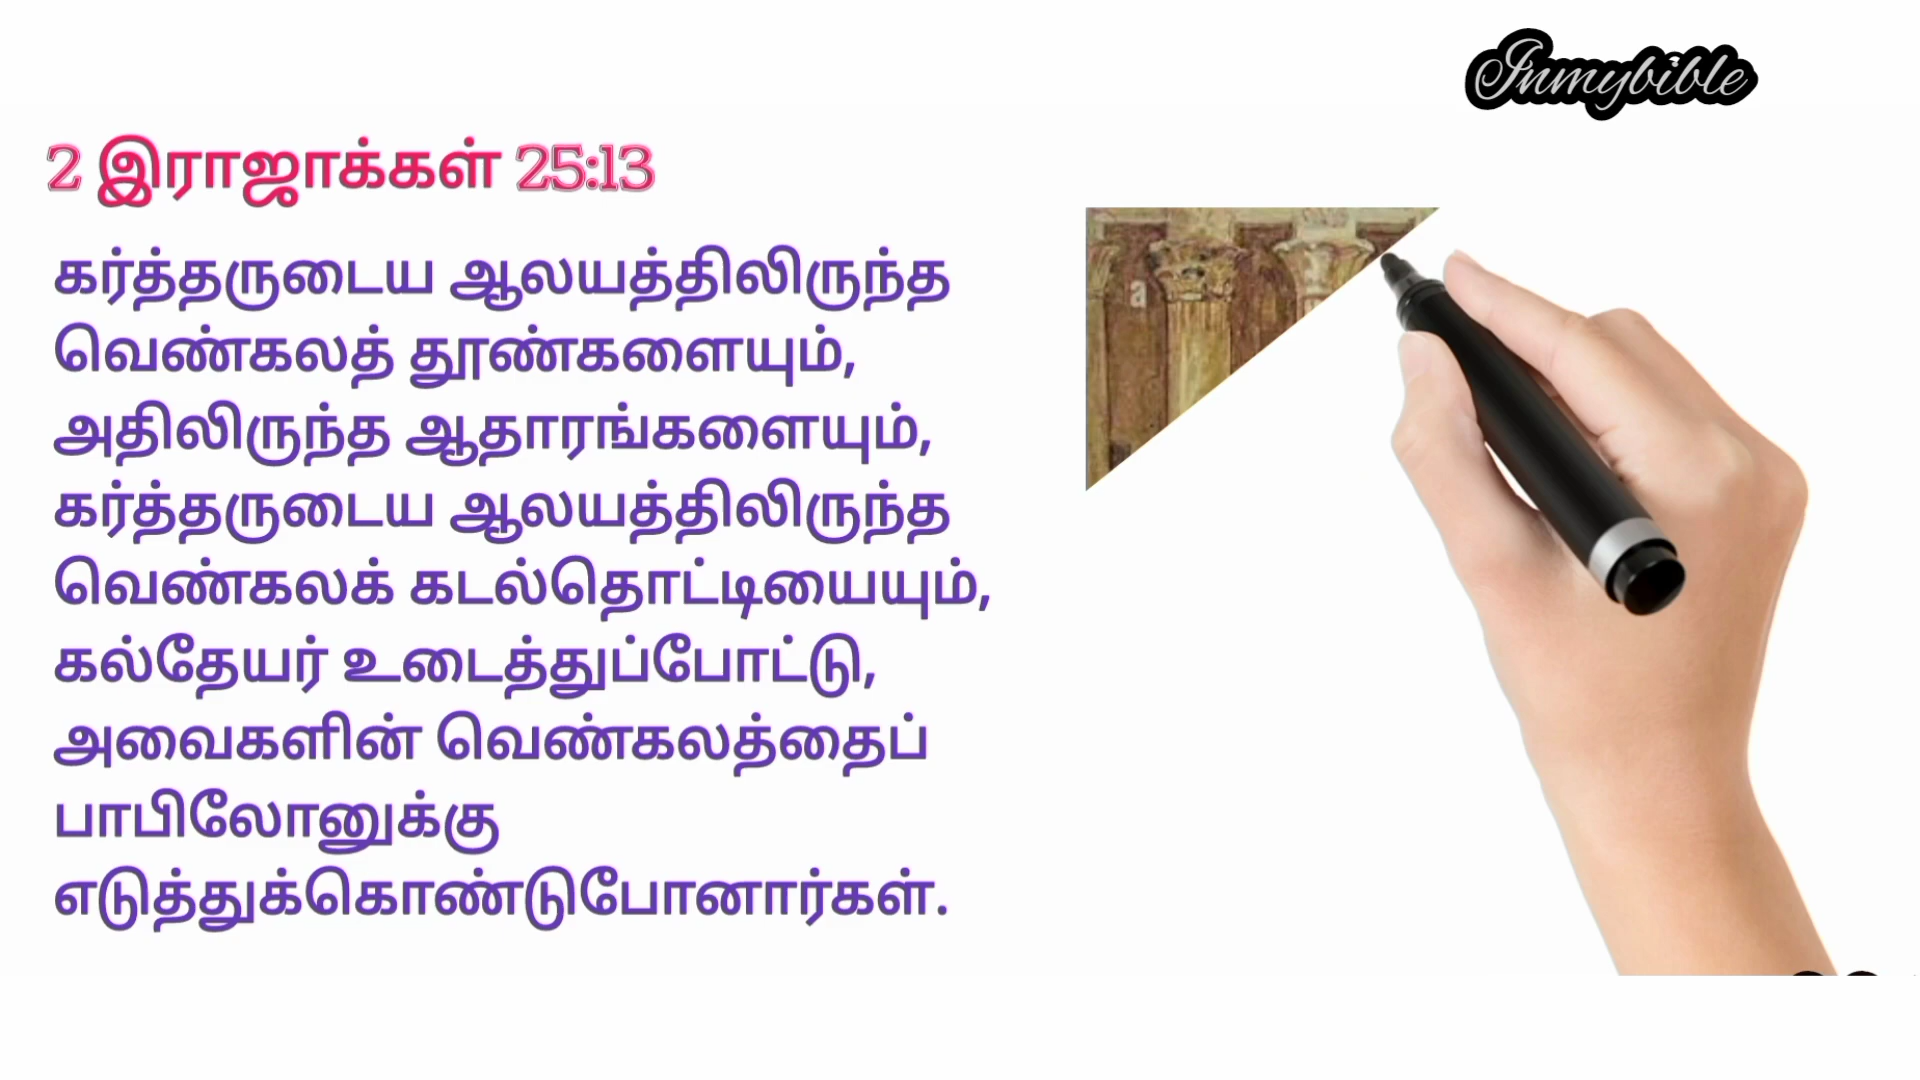 Inmybible
2 இராஜாக்கள் 25:13
கர்த்தருடைய ஆலயத்திலிருந்த
வெண்கலத் தூண்களையும்,
அதிலிருந்த ஆதாரங்களையும்,
கர்த்தருடைய ஆலயத்திலிருந்த
வெண்கலக் கடல்தொட்டியையும்,
கல்தேயர் உடைத்துப்போட்டு,
அவைகளின் வெண்கலத்தைப்
பாபிலோனுக்கு
எடுத்துக்கொண்டுபோனார்கள்.